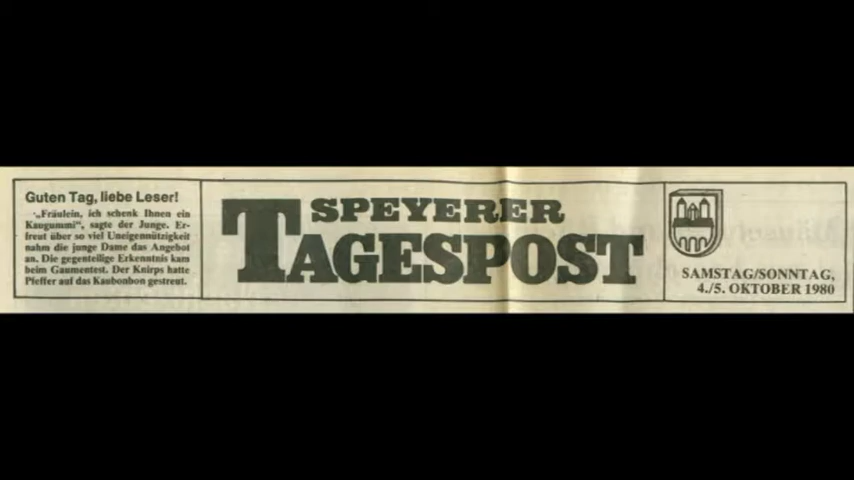 Guten Tag, liebe Leser!
„Fräulein, ich schenk Ihnen ein
Kaugummi“, sagte der Junge. Er-
freut über so viel Uneigennützigkeit
nahm die junge Dame das Angebot
an. Die gegenteilige Erkenntnis kam
beim Gaumentest. Der Knirps hatte
Pfeffer auf das Kaubonbon gestreut.
SPEYERER
TAGESPOST
SAMSTAG/SONNTAG,
4./5. OKTOBER 1980